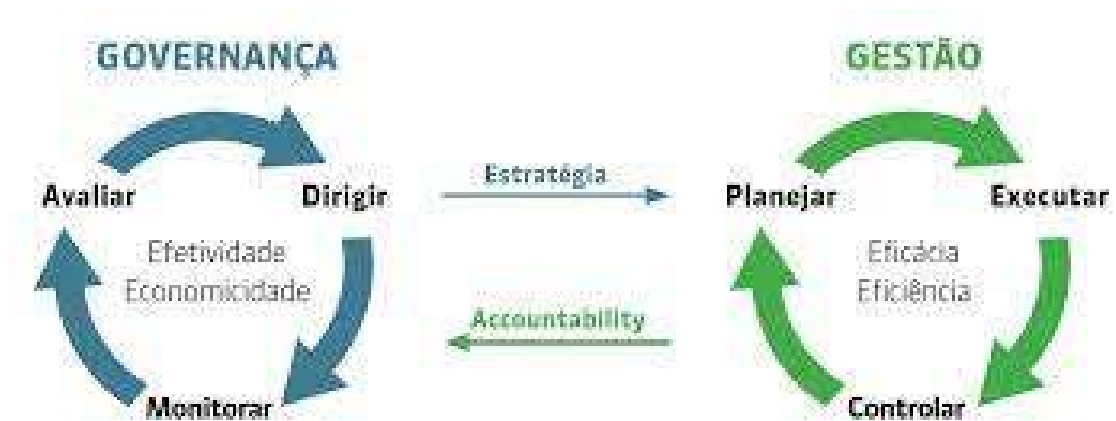 GOVERNANÇA
Avaliar
Dirigir
Efetividade
Economicidade
Monitorar
Estratégia
Accountability
GESTÃO
Planejar
Executar
Eficácia
Eficiência
Controlar